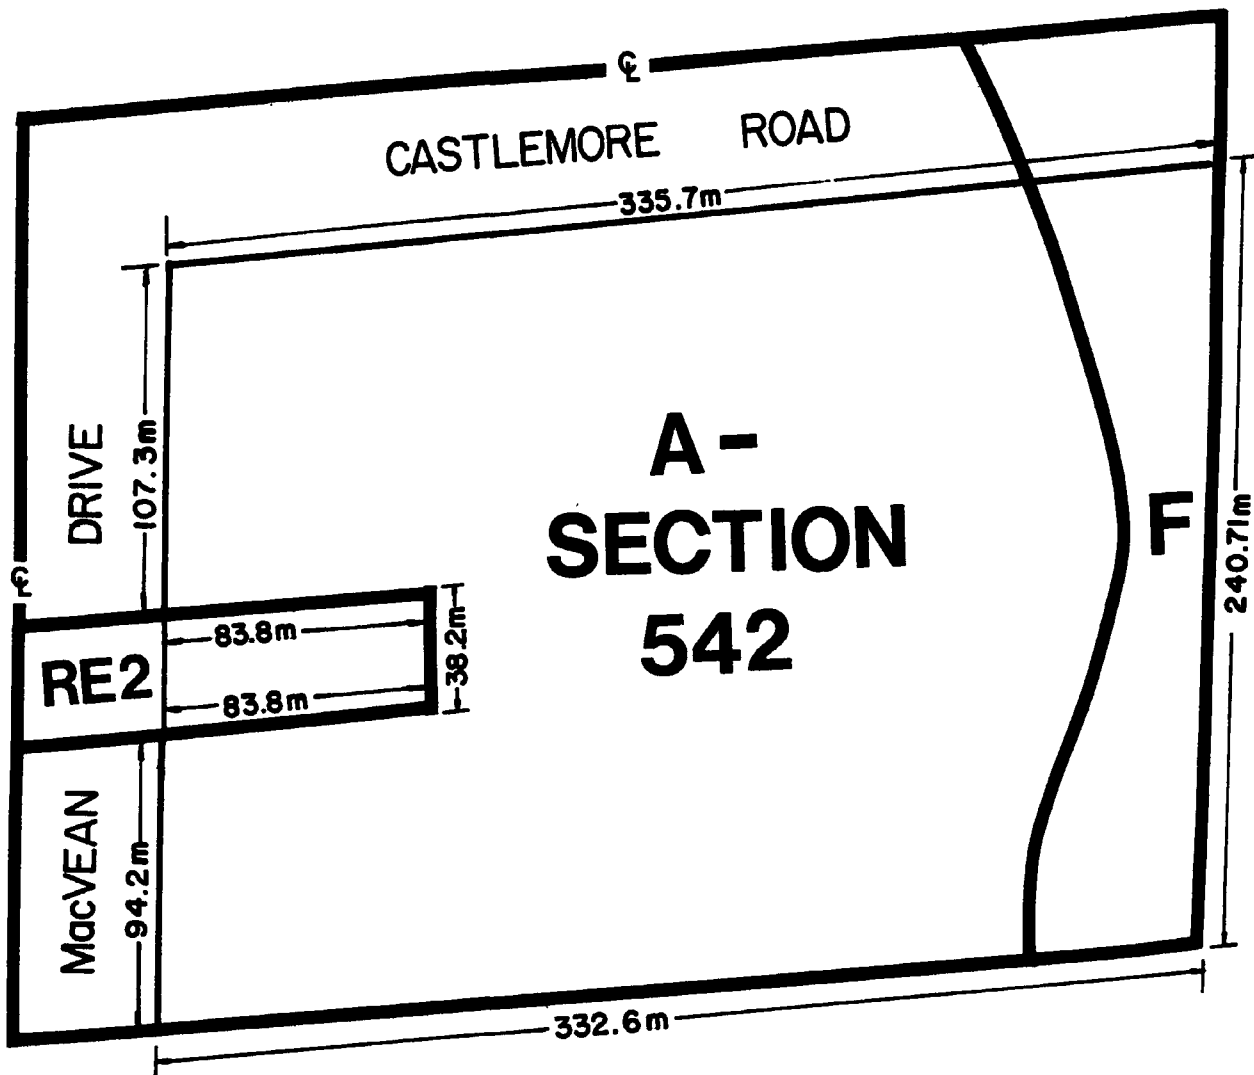 ℄
CASTLEMORE ROAD
335.7m
DRIVE
107.3m
A-
SECTION
542
F
240.71m
℄
83.8m
38.2m
RE2
83.8m
MacVEAN
94.2m
332.6m